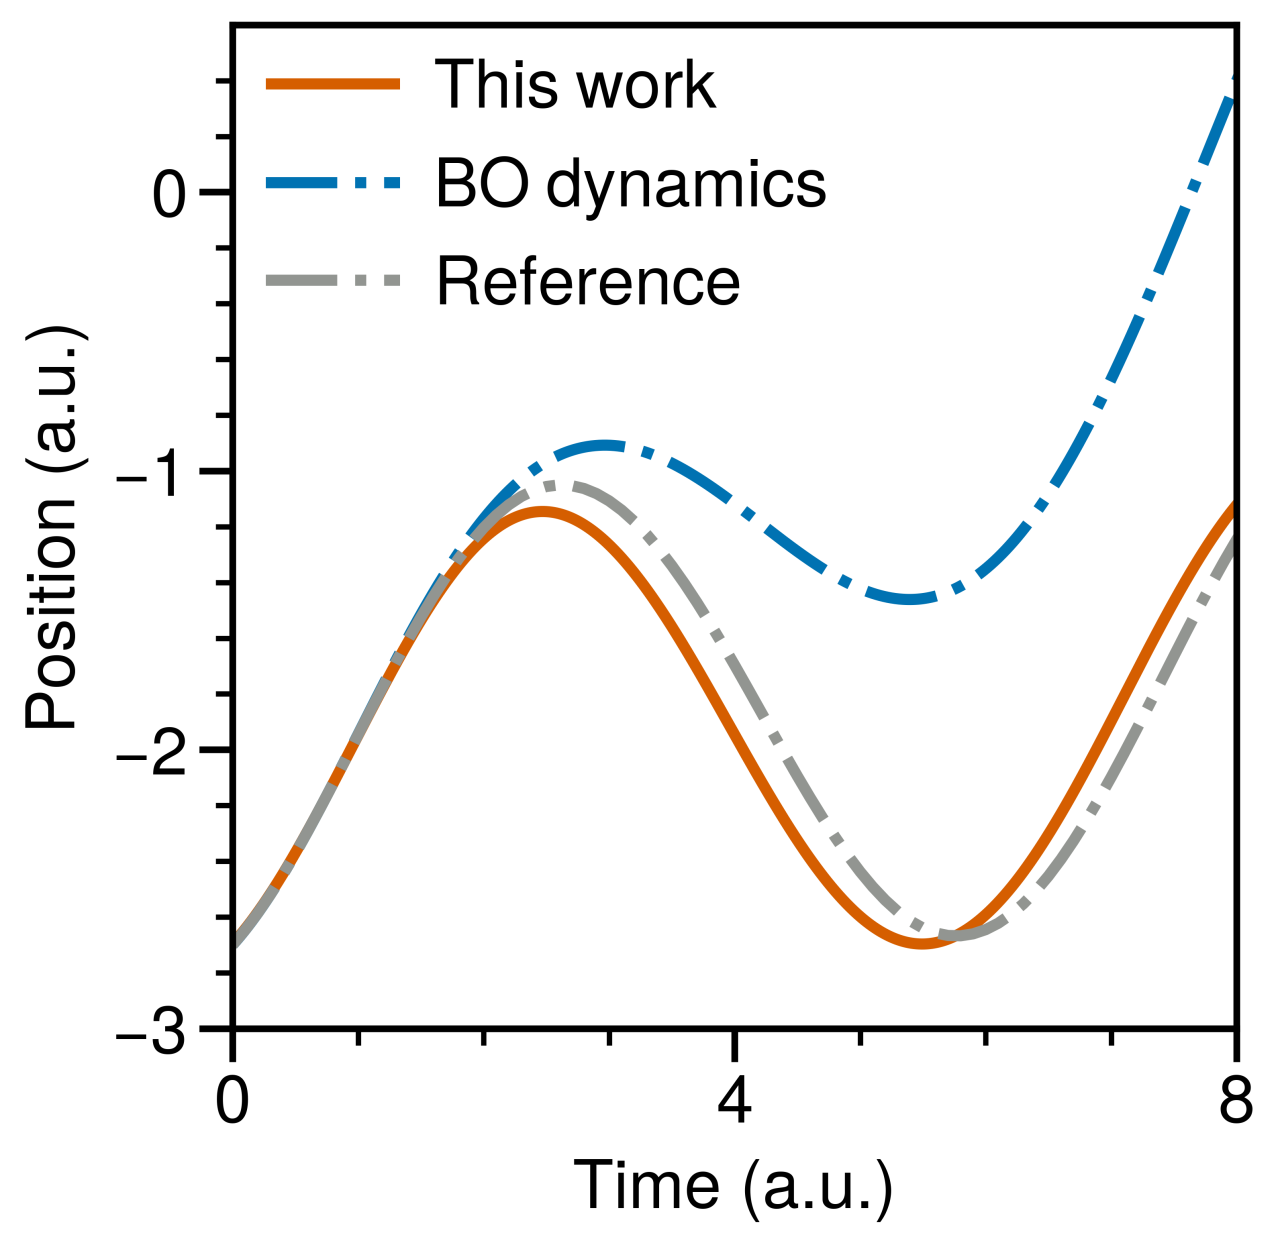 This work
BO dynamics
Reference
0
−1
−2
−3
Position (a.u.)
0
4
8
Time (a.u.)